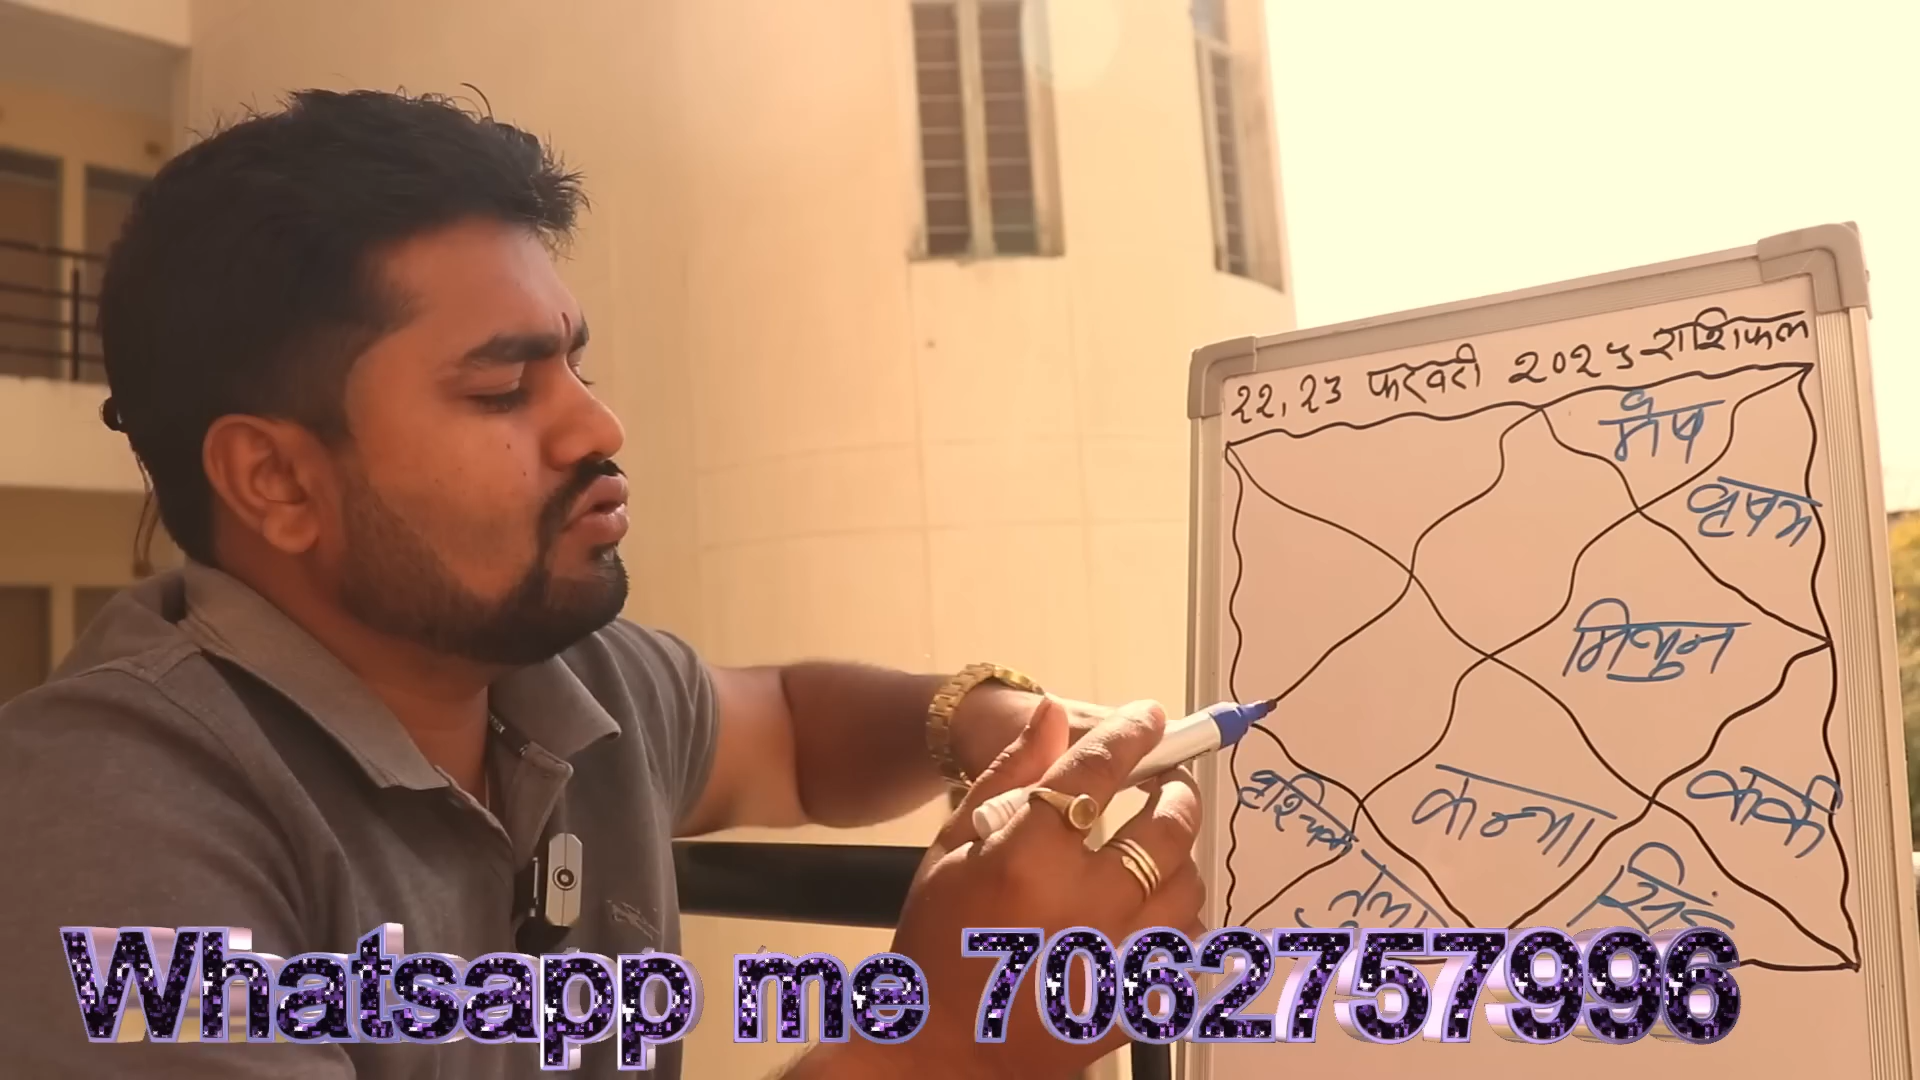 २२,२३ फरवरी २०२५ राशिफल
मेष
वृषभ
मिथुन
कर्क
कन्या
वृश्चिक
तुला
सिंह
Whatsapp me 7062757996